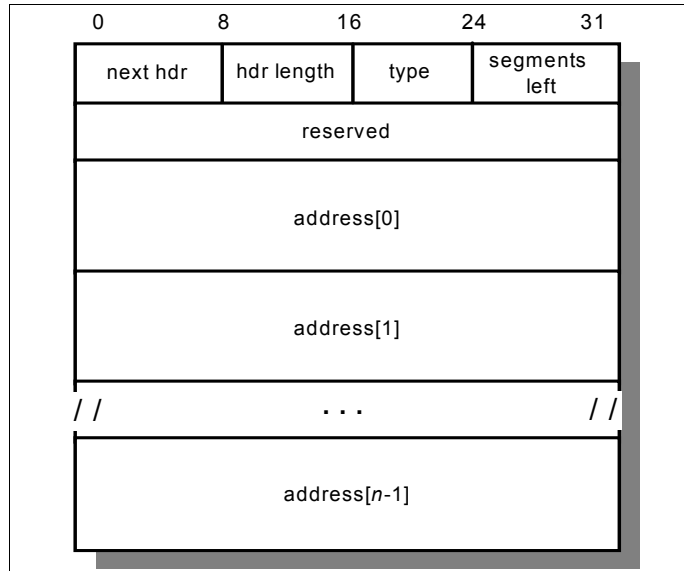 0 8 16 24 31
next hdr hdr length type segments left
reserved
address[0]
address[1]
// ... //
address[n-1]